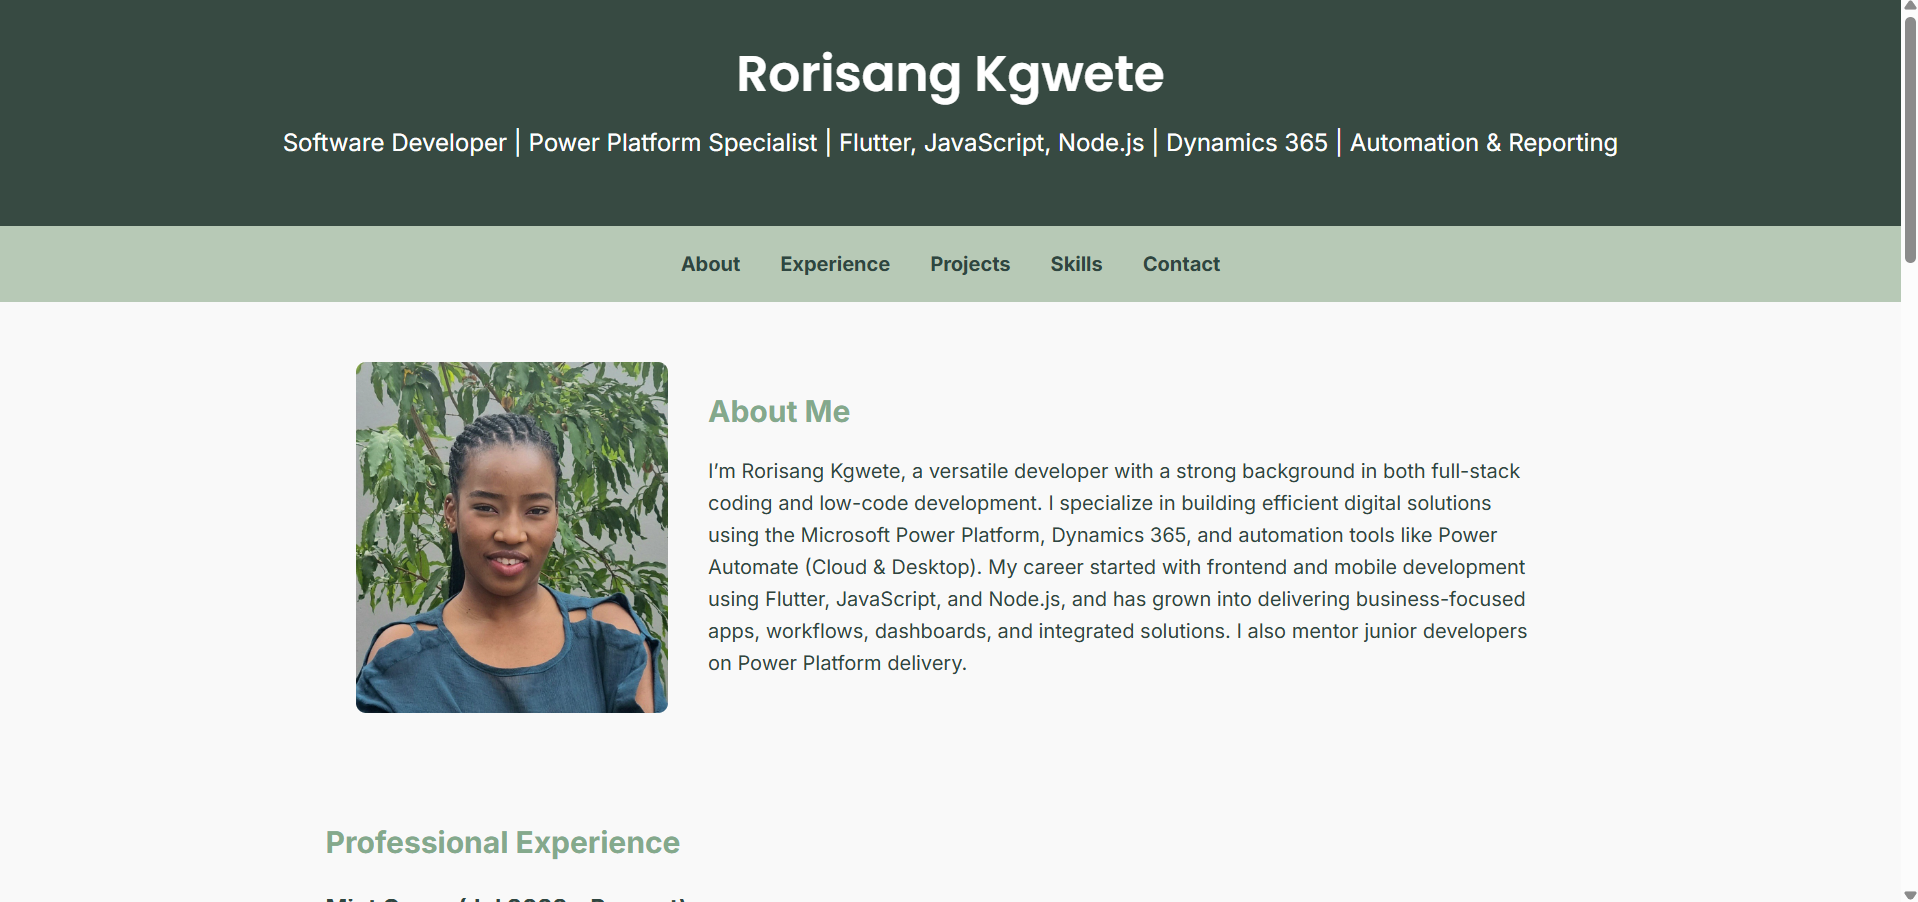 Rorisang Kgwete
Software Developer | Power Platform Specialist | Flutter, JavaScript, Node.js | Dynamics 365 | Automation & Reporting
About Experience Projects Skills Contact
About Me
I’m Rorisang Kgwete, a versatile developer with a strong background in both full-stack
coding and low-code development. I specialize in building efficient digital solutions
using the Microsoft Power Platform, Dynamics 365, and automation tools like Power
Automate (Cloud & Desktop). My career started with frontend and mobile development
using Flutter, JavaScript, and Node.js, and has grown into delivering business-focused
apps, workflows, dashboards, and integrated solutions. I also mentor junior developers
on Power Platform delivery.
Professional Experience